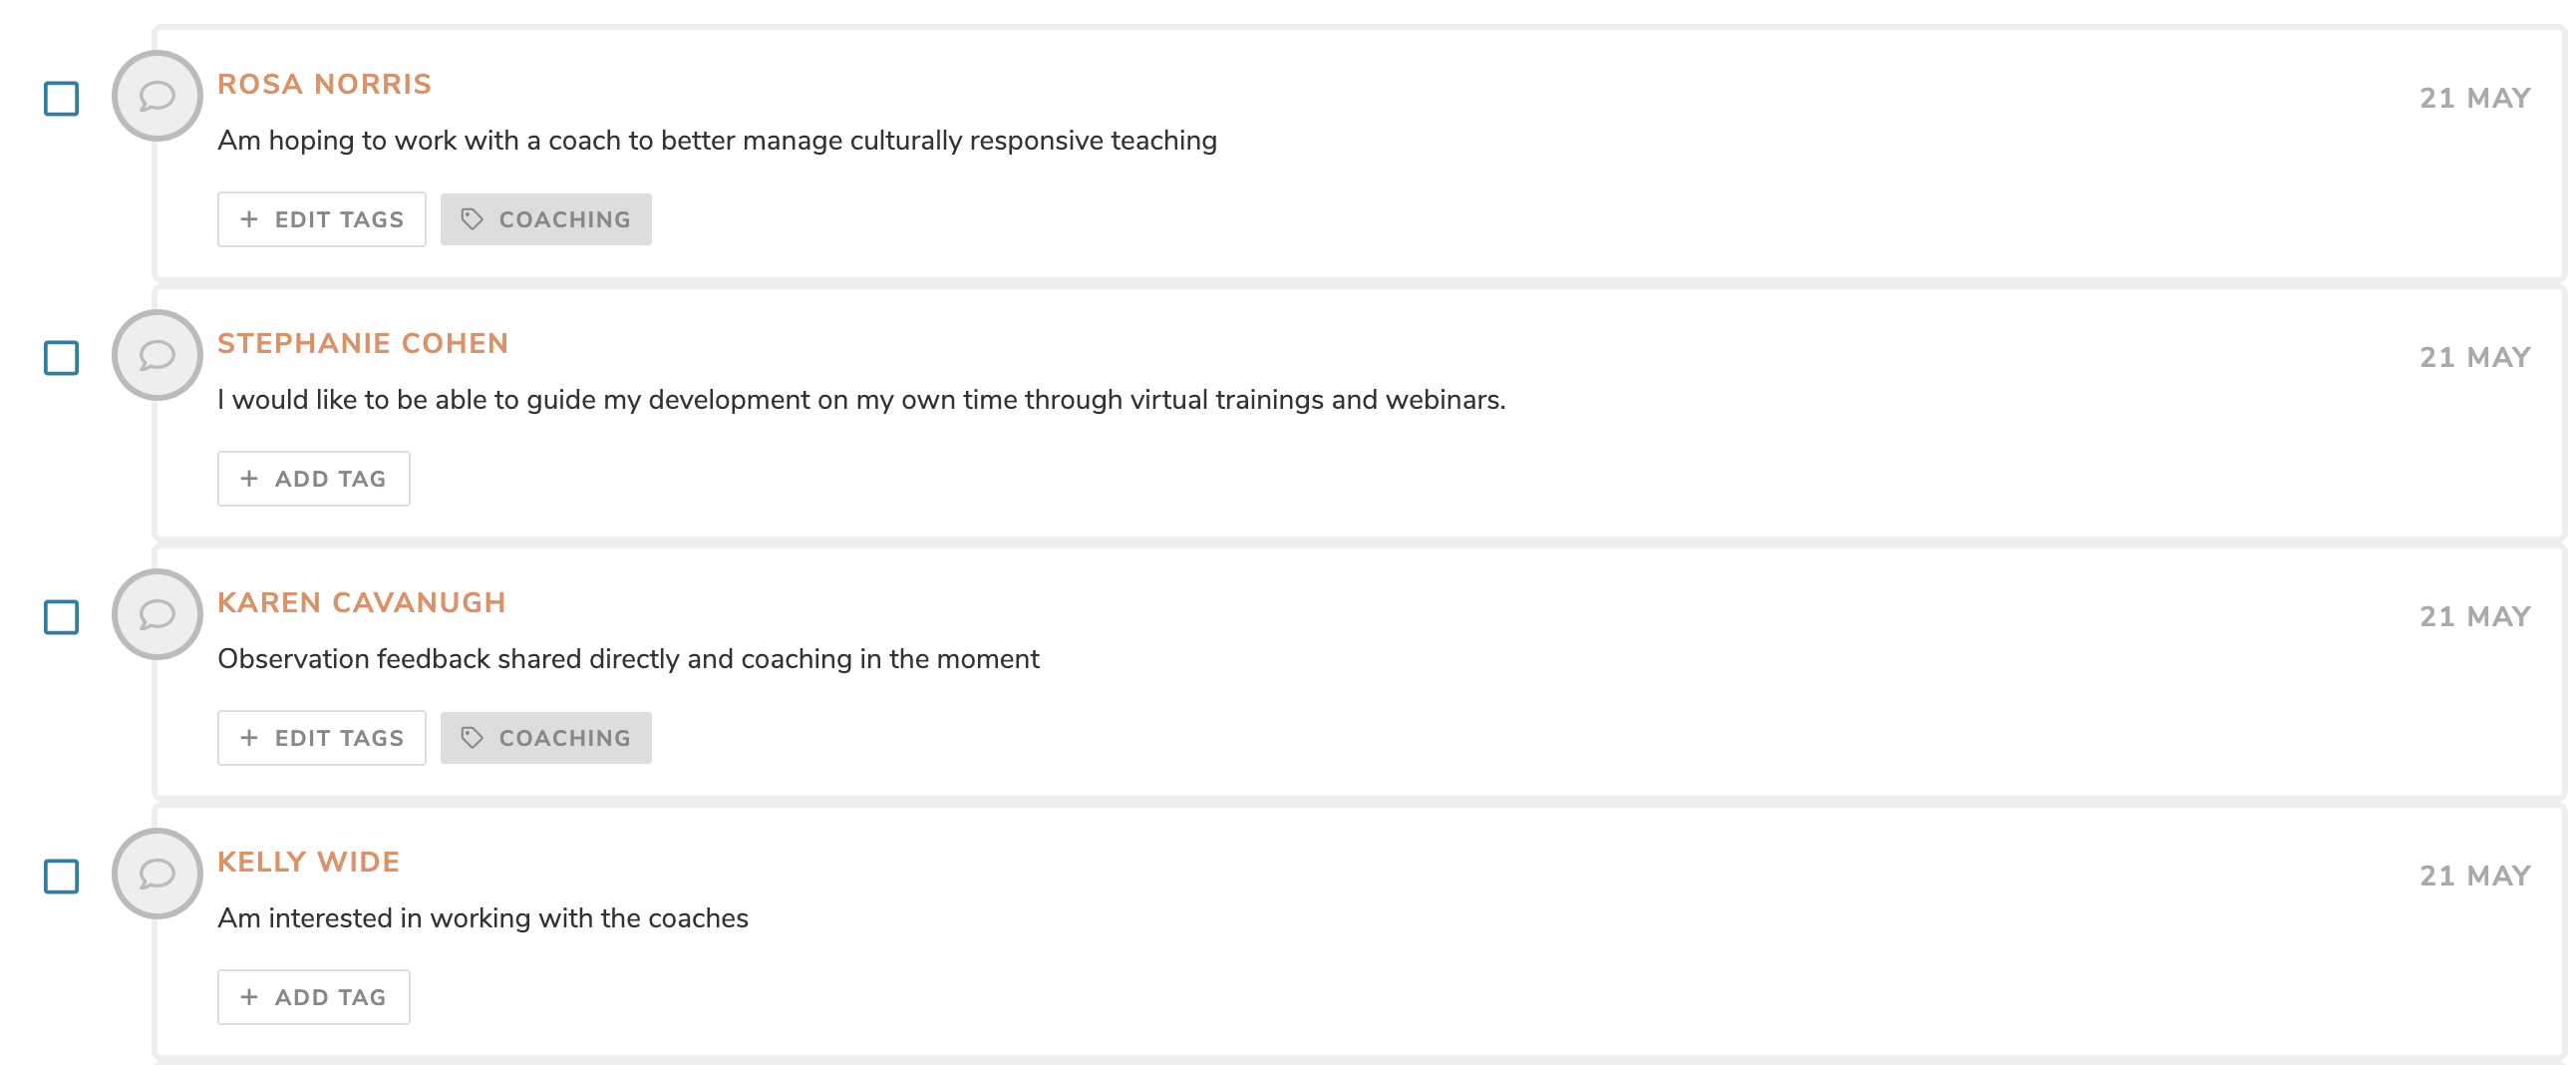 ROSA NORRIS
21 MAY
Am hoping to work with a coach to better manage culturally responsive teaching
+ EDIT TAGS COACHING
STEPHANIE COHEN
21 MAY
I would like to be able to guide my development on my own time through virtual trainings and webinars.
+ ADD TAG
KAREN CAVANUGH
21 MAY
Observation feedback shared directly and coaching in the moment
+ EDIT TAGS COACHING
KELLY WIDE
21 MAY
Am interested in working with the coaches
+ ADD TAG